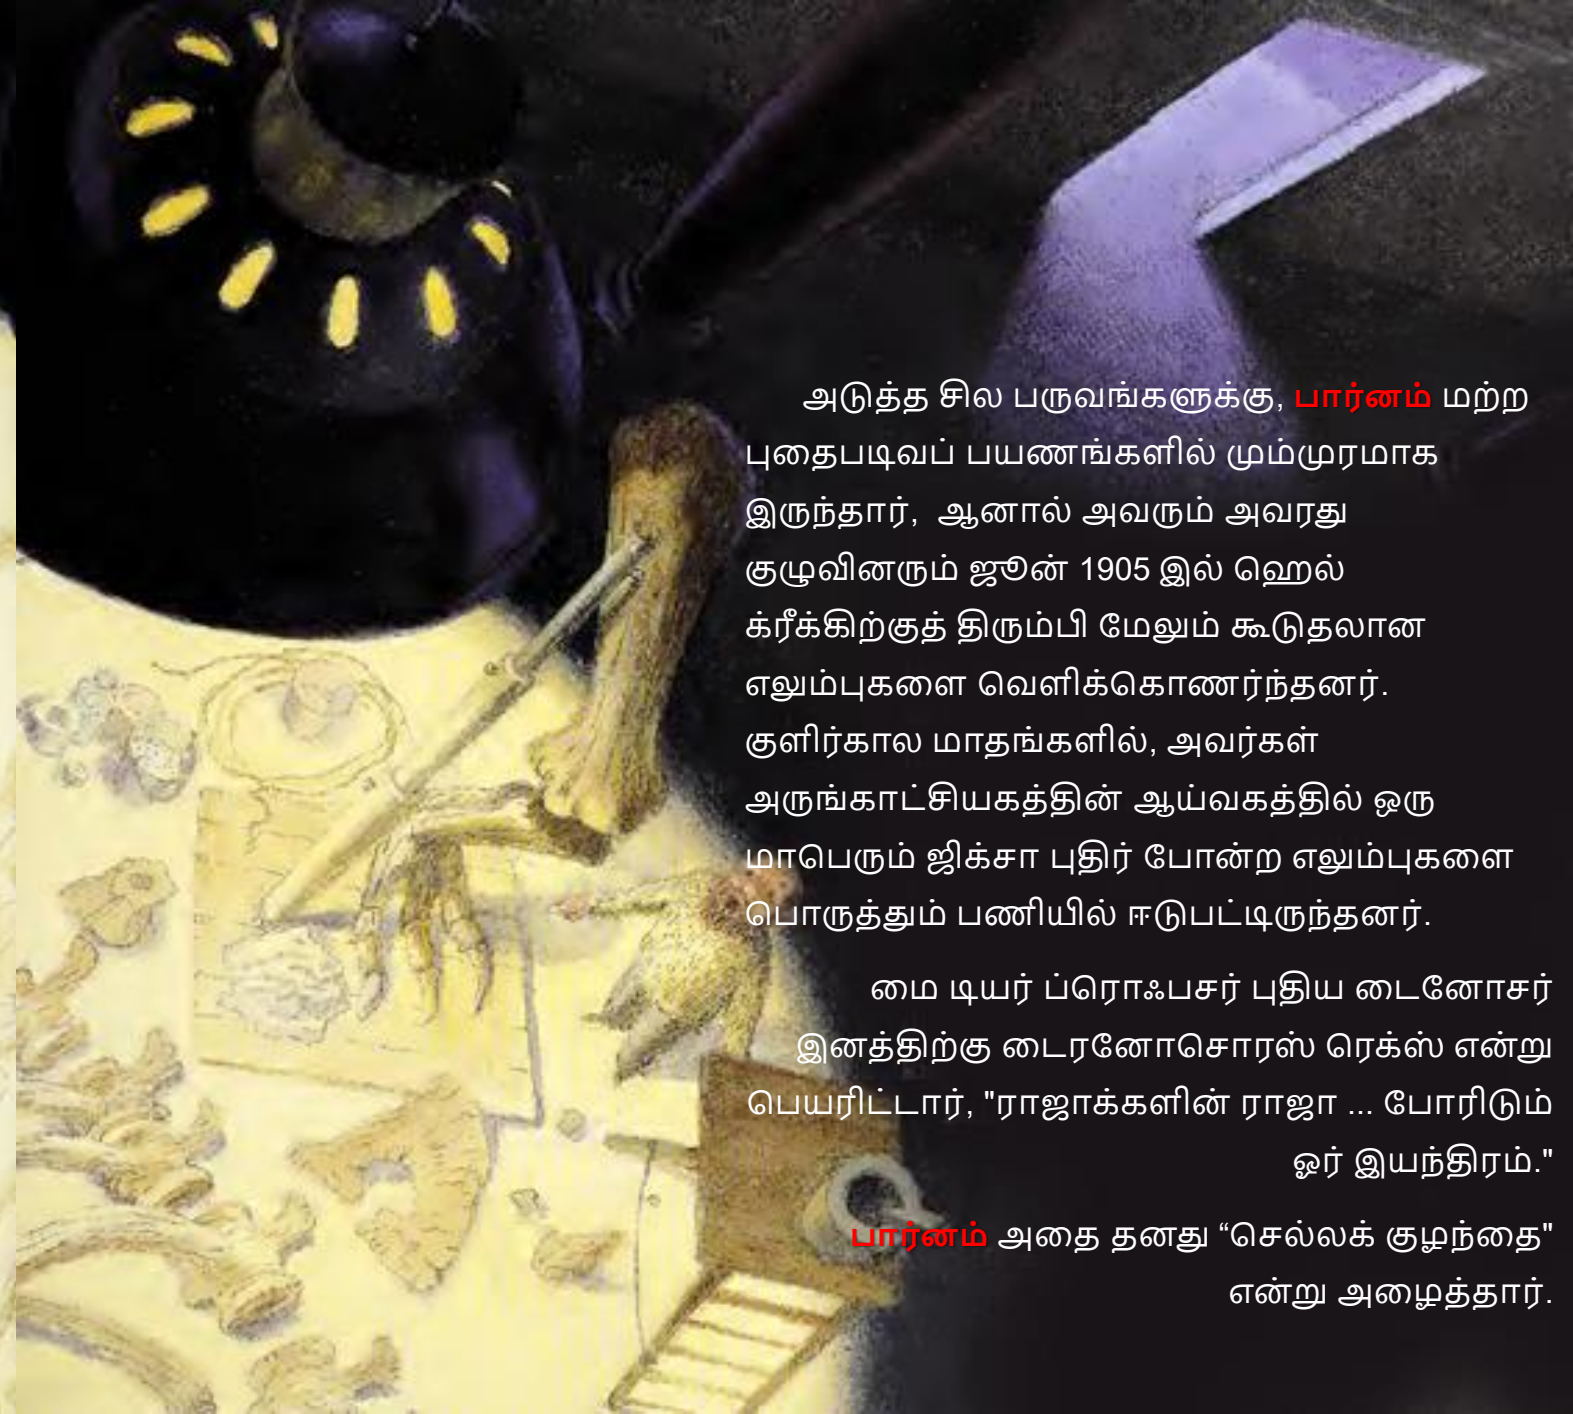 அடுத்த சில பருவங்களுக்கு, பார்னம் மற்ற
புதைபடிவப் பயணங்களில் மும்முரமாக
இருந்தார்,  ஆனால் அவரும் அவரது
குழுவினரும் ஜூன் 1905 இல் ஹெல்
க்ரீக்கிற்குத் திரும்பி மேலும் கூடுதலான
எலும்புகளை வெளிக்கொணர்ந்தனர்.
குளிர்கால மாதங்களில், அவர்கள்
அருங்காட்சியகத்தின் ஆய்வகத்தில் ஒரு
மாபெரும் ஜிக்சா புதிர் போன்ற எலும்புகளை
பொருத்தும் பணியில் ஈடுபட்டிருந்தனர்.
மை டியர் ப்ரொஃபசர் புதிய டைனோசர்
இனத்திற்கு டைரனோசொரஸ் ரெக்ஸ் என்று
பெயரிட்டார், "ராஜாக்களின் ராஜா ... போரிடும்
ஓர் இயந்திரம்."
பார்னம் அதை தனது “செல்லக் குழந்தை"
என்று அழைத்தார்.